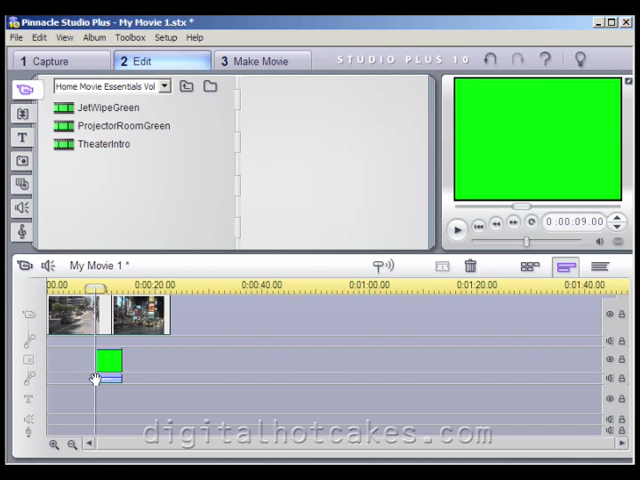 Pinnacle Studio Plus - My Movie 1.stx *
File Edit View Album Toolbox Setup Help
1 Capture 2 Edit 3 Make Movie STUDIO PLUS 10
Home Movie Essentials Vol
JetWipeGreen
ProjectorRoomGreen
TheaterIntro
0:00:09.00
My Movie 1 *
00.00 0:00:20.00 0:00:40.00 0:01:00.00 0:01:20.00 0:01:40.00
digitalhotcakes.com